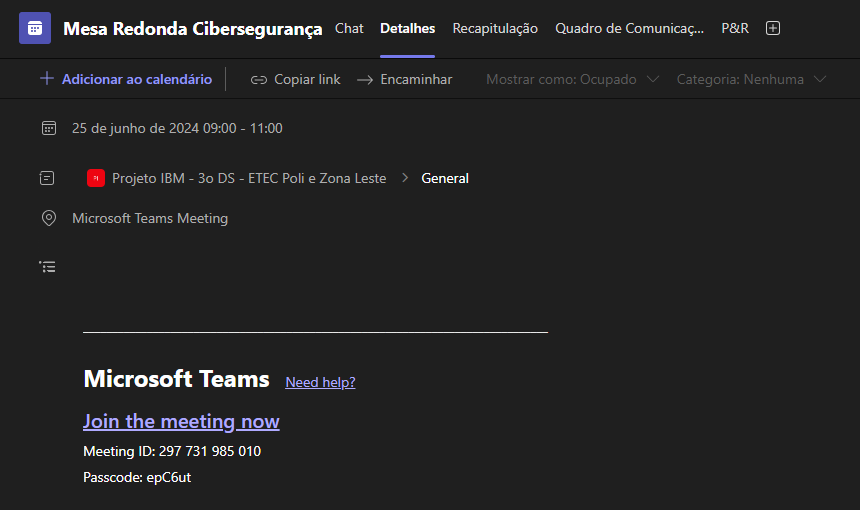 Mesa Redonda Cibersegurança Chat Detalhes Recapitulação Quadro de Comunicaç... P&R
Adicionar ao calendário Copiar link Encaminhar Mostrar como: Ocupado Categoria: Nenhuma
25 de junho de 2024 09:00 - 11:00
Projeto IBM - 3o DS - ETEC Poli e Zona Leste General
Microsoft Teams Meeting
Microsoft Teams Need help?
Join the meeting now
Meeting ID: 297 731 985 010
Passcode: epC6ut